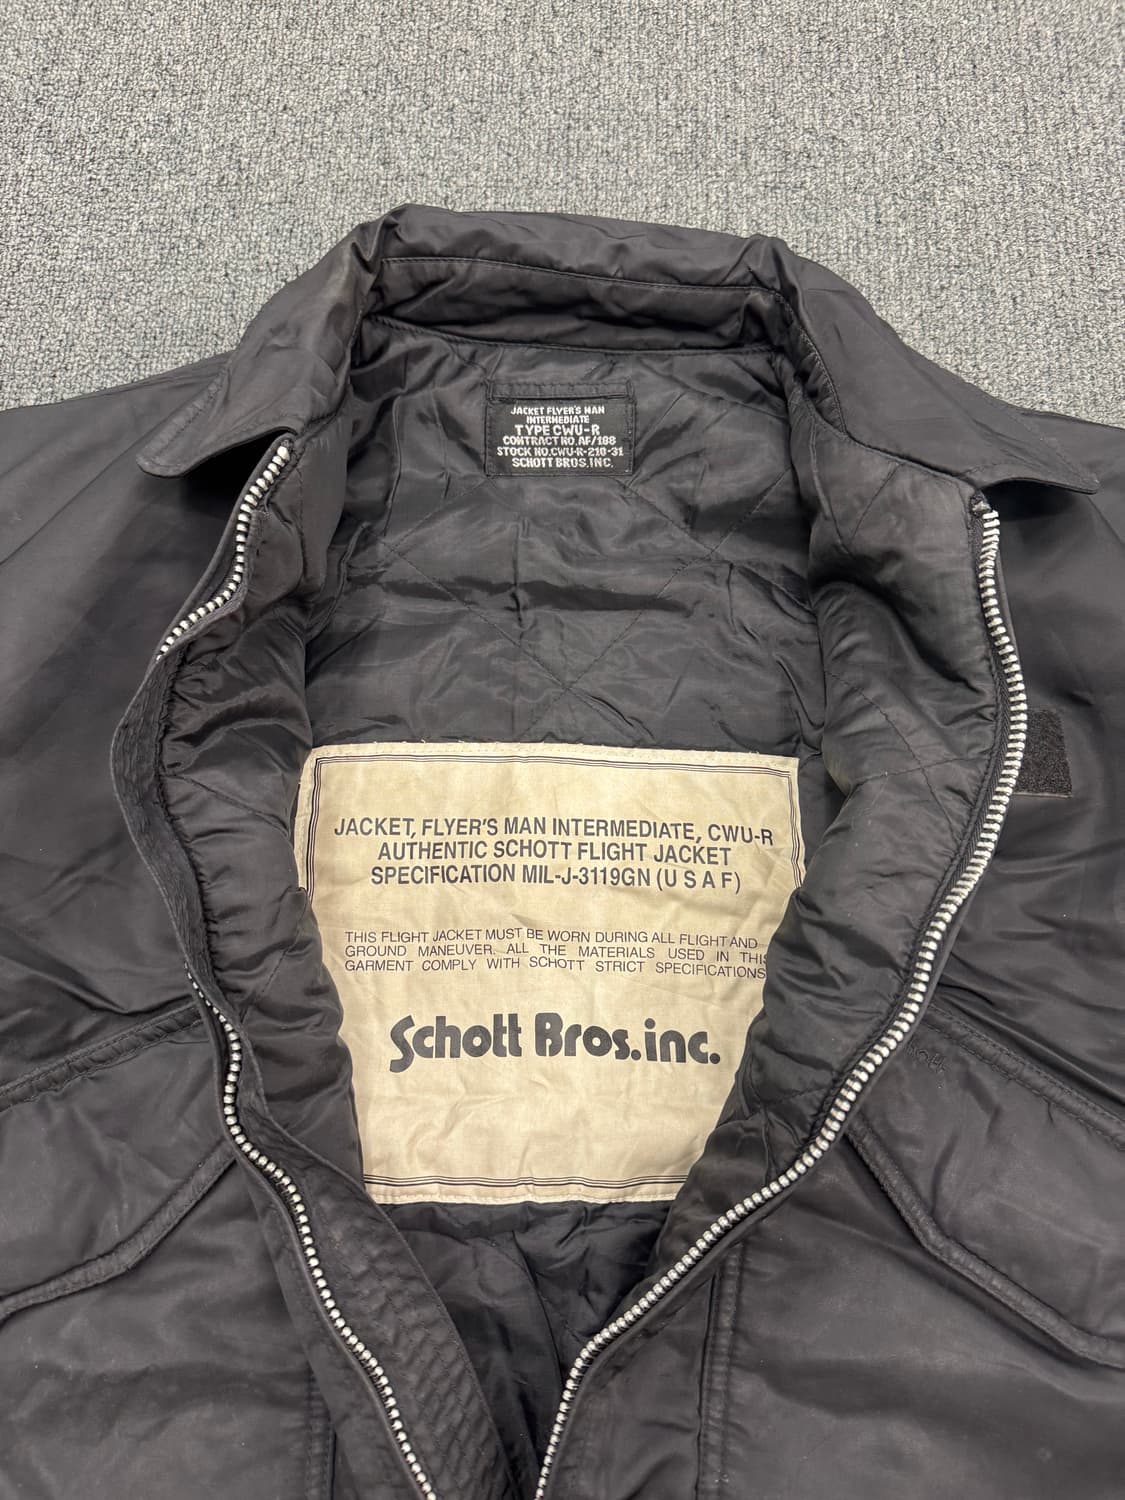 JACKET FLYER'S MAN
INTERMEDIATE
TYPE CWU-R
CONTRACT NO. AF/188
STOCK NO. CWU-R-210-31
SCHOTT BROS, INC.
JACKET, FLYER'S MAN INTERMEDIATE, CWU-R
AUTHENTIC SCHOTT FLIGHT JACKET
SPECIFICATION MIL-J-3119GN (U S A F)
THIS FLIGHT JACKET MUST BE WORN DURING ALL FLIGHT AND
GROUND MANEUVER. ALL THE MATERIALS USED IN THIS
GARMENT COMPLY WITH SCHOTT STRICT SPECIFICATIONS
Schott Bros.inc.